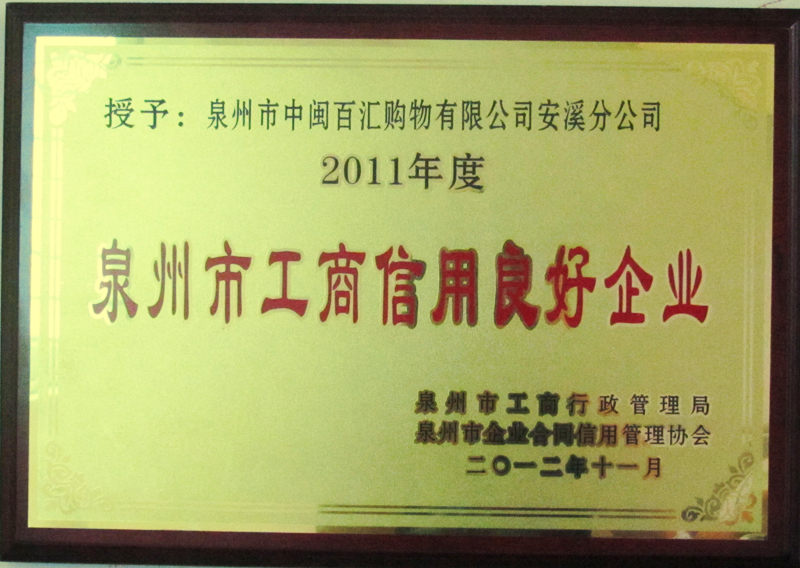 授予：泉州市中闽百汇购物有限公司安溪分公司
2011年度
泉州市工商信用良好企业
泉州市工商行政管理局
泉州市企业合同信用管理协会
二〇一二年十一月